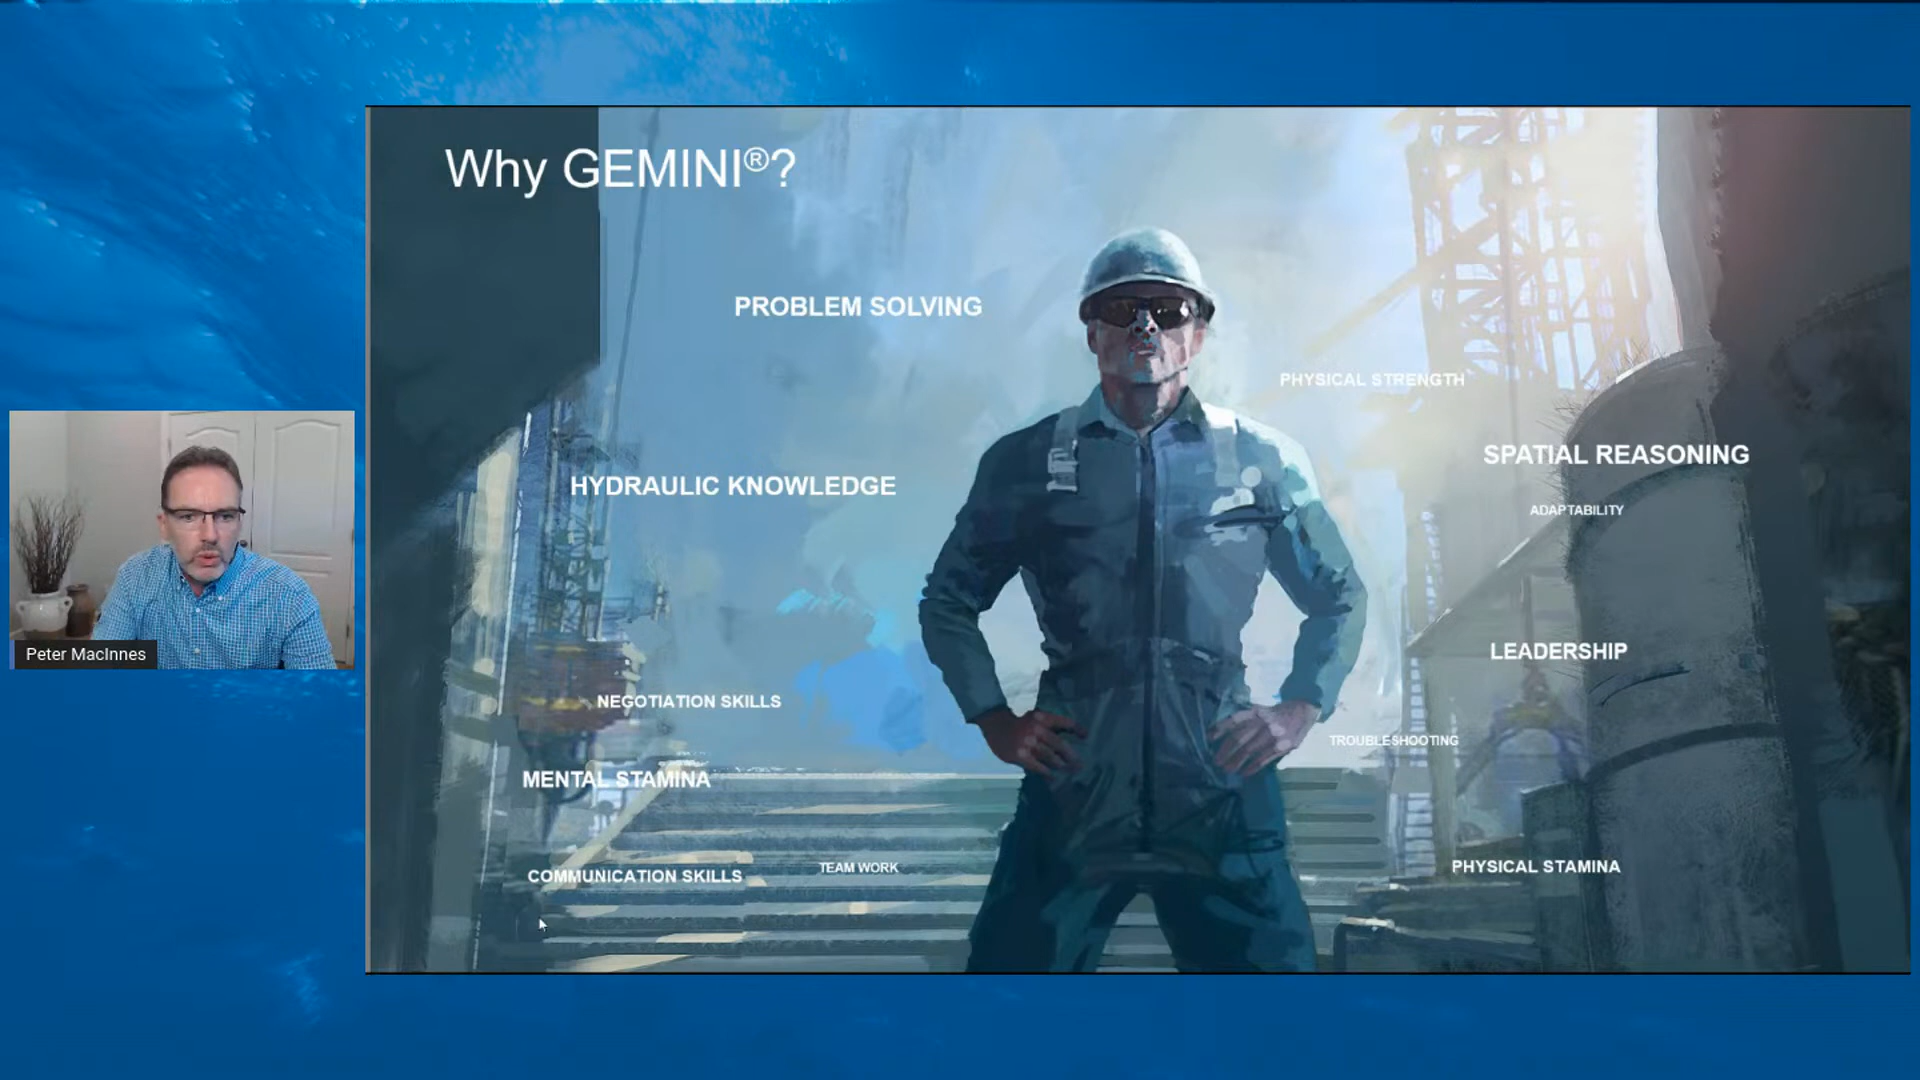 Why GEMINI®?
PROBLEM SOLVING
PHYSICAL STRENGTH
SPATIAL REASONING
HYDRAULIC KNOWLEDGE
ADAPTABILITY
Peter MacInnes
LEADERSHIP
NEGOTIATION SKILLS
TROUBLESHOOTING
MENTAL STAMINA
TEAM WORK
PHYSICAL STAMINA
COMMUNICATION SKILLS